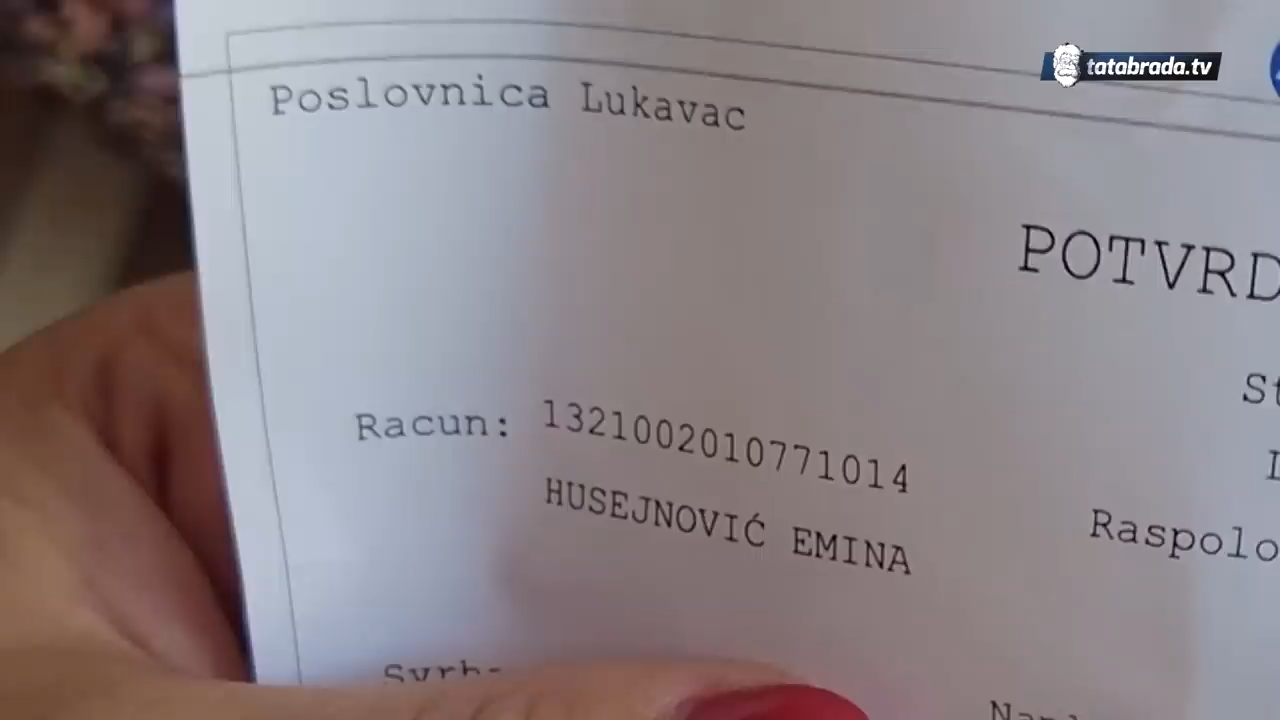 tatabrada.tv
Poslovnica Lukavac
POTVRD
St
Racun: 1321002010771014
Raspolo
HUSEJNOVIĆ EMINA